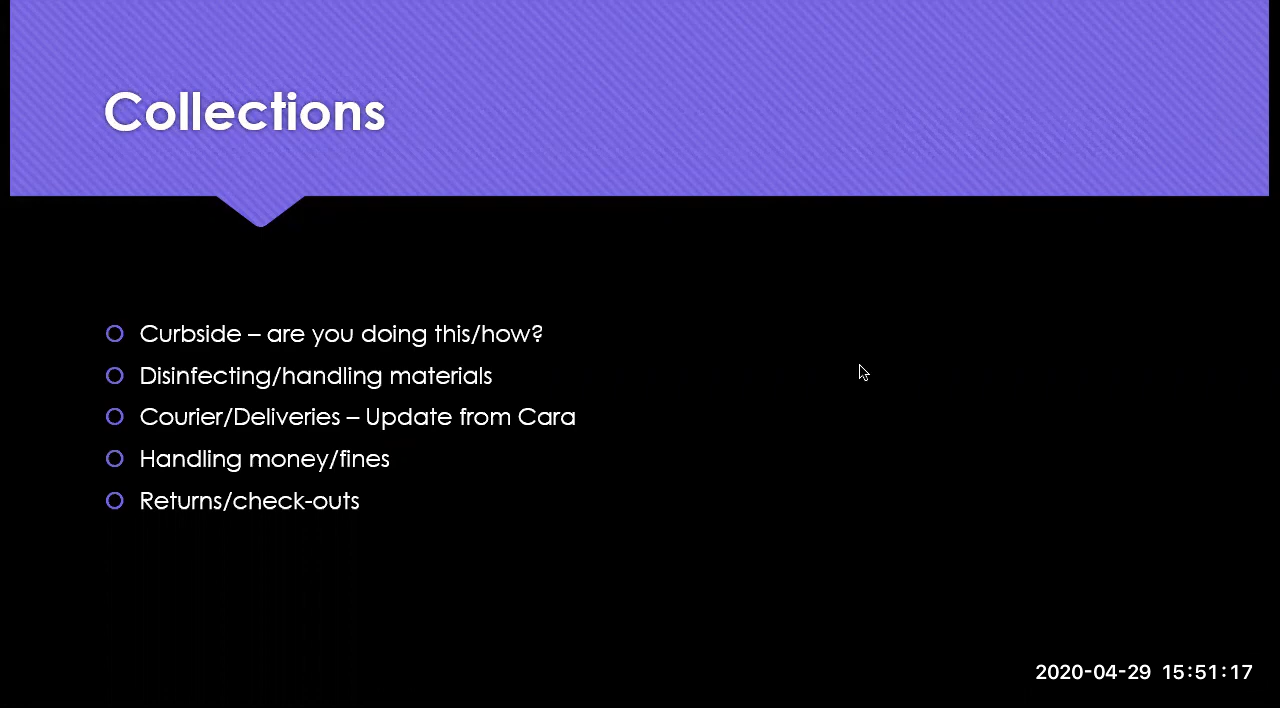 Collections
Curbside – are you doing this/how?
Disinfecting/handling materials
Courier/Deliveries – Update from Cara
Handling money/fines
Returns/check-outs
2020-04-29 15:51:17